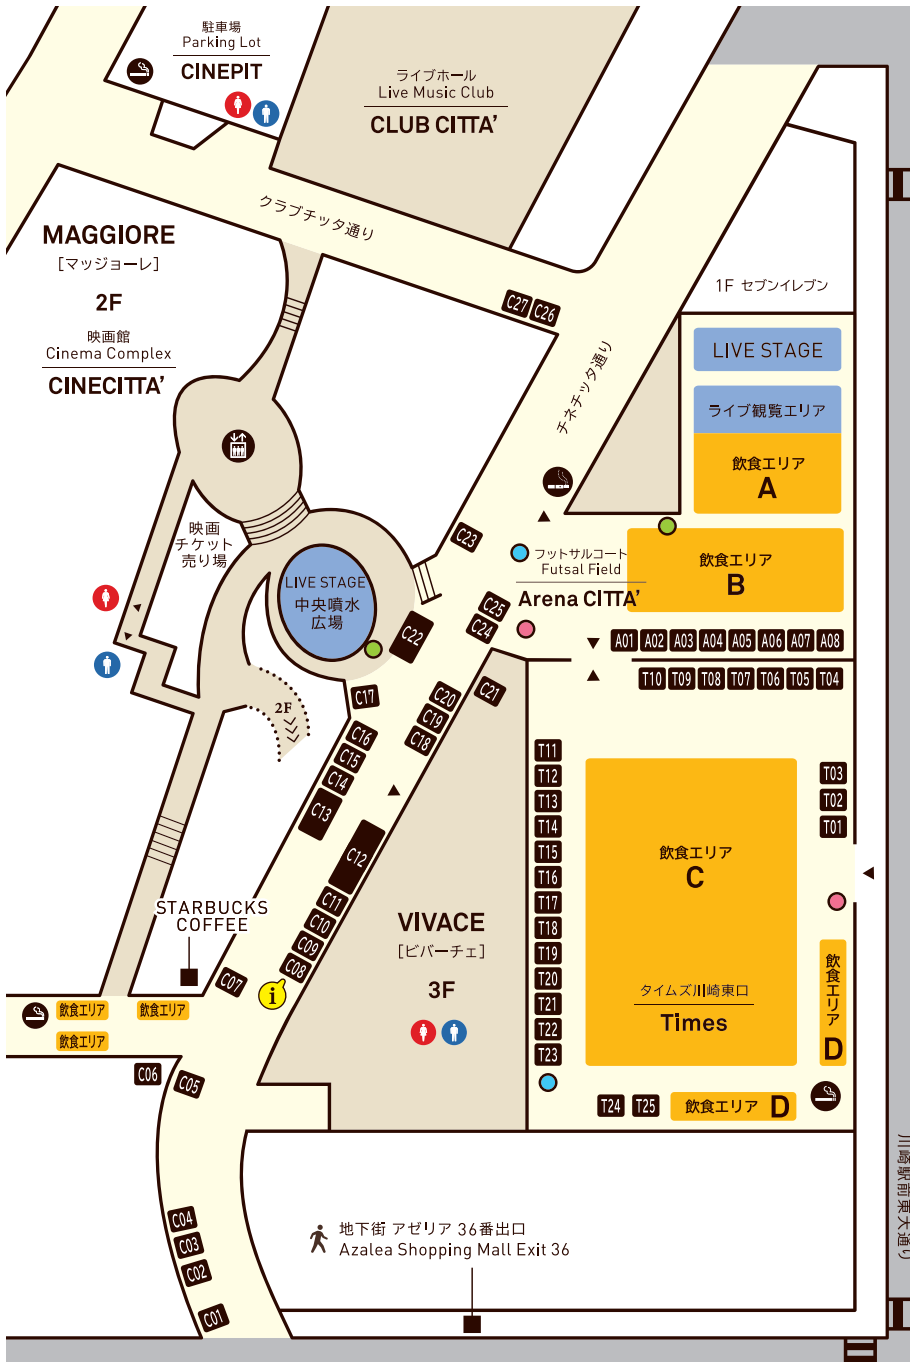 駐車場
Parking Lot
CINEPIT
ライブホール
Live Music Club
CLUB CITTA'
クラブチッタ通り
MAGGIORE
[マッジョーレ]
2F
映画館
Cinema Complex
CINECITTA'
1F セブンイレブン
C27
C26
チネチッタ通り
LIVE STAGE
ライブ観覧エリア
飲食エリア
A
映画
チケット
売り場
C23
フットサルコート
Futsal Field
Arena CITTA'
飲食エリア
B
LIVE STAGE
中央噴水
広場
C25
C24
C22
A01 A02 A03 A04 A05 A06 A07 A08
T10 T09 T08 T07 T06 T05 T04
C21
C20
C19
C18
C17
2F
C16
C15
C14
C13
T11
T12
T13
T14
T15
T16
T17
T18
T19
T20
T21
T22
T23
T03
T02
T01
飲食エリア
C
C12
C11
C10
C09
C08
STARBUCKS
COFFEE
C07
i
VIVACE
[ビバーチェ]
3F
タイムズ川崎東口
Times
飲食エリア
D
飲食エリア
飲食エリア
飲食エリア
C06
C05
T24 T25
飲食エリア D
C04
C03
C02
C01
地下街 アゼリア 36番出口
Azalea Shopping Mall Exit 36
川崎駅前東大通り